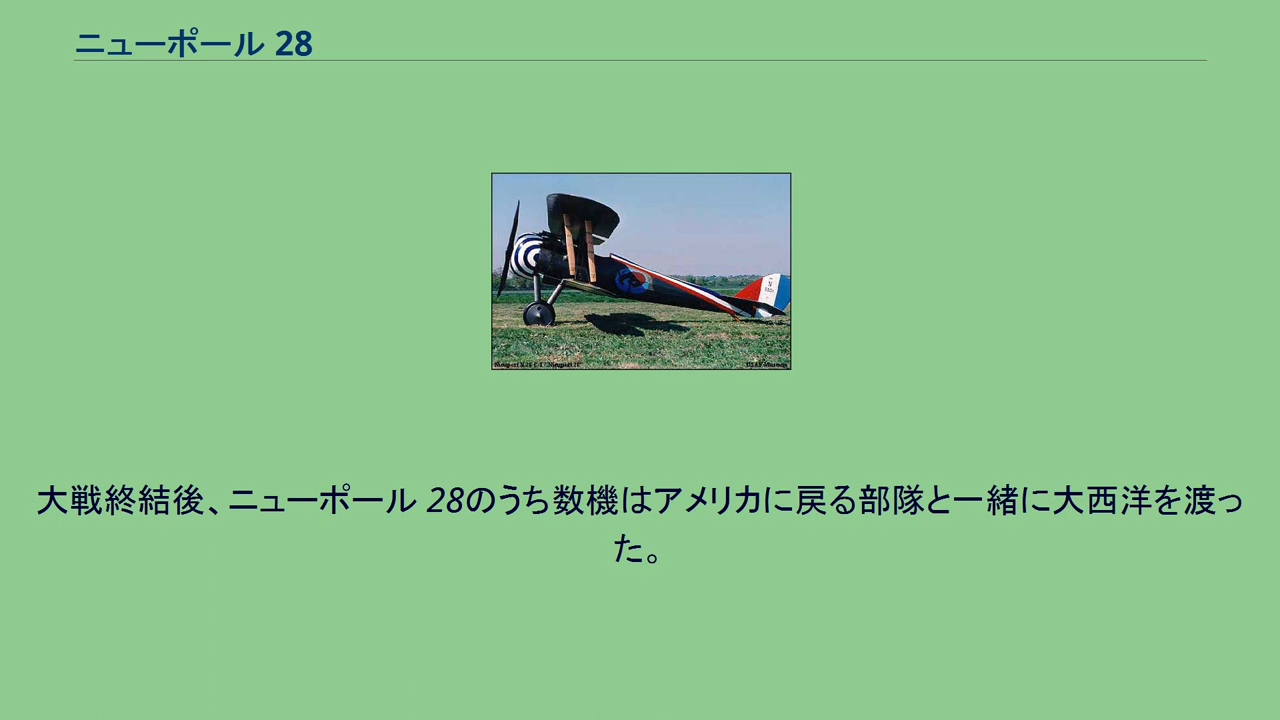 ニューポール 28
大戦終結後、ニューポール 28のうち数機はアメリカに戻る部隊と一緒に大西洋を渡っ
た。